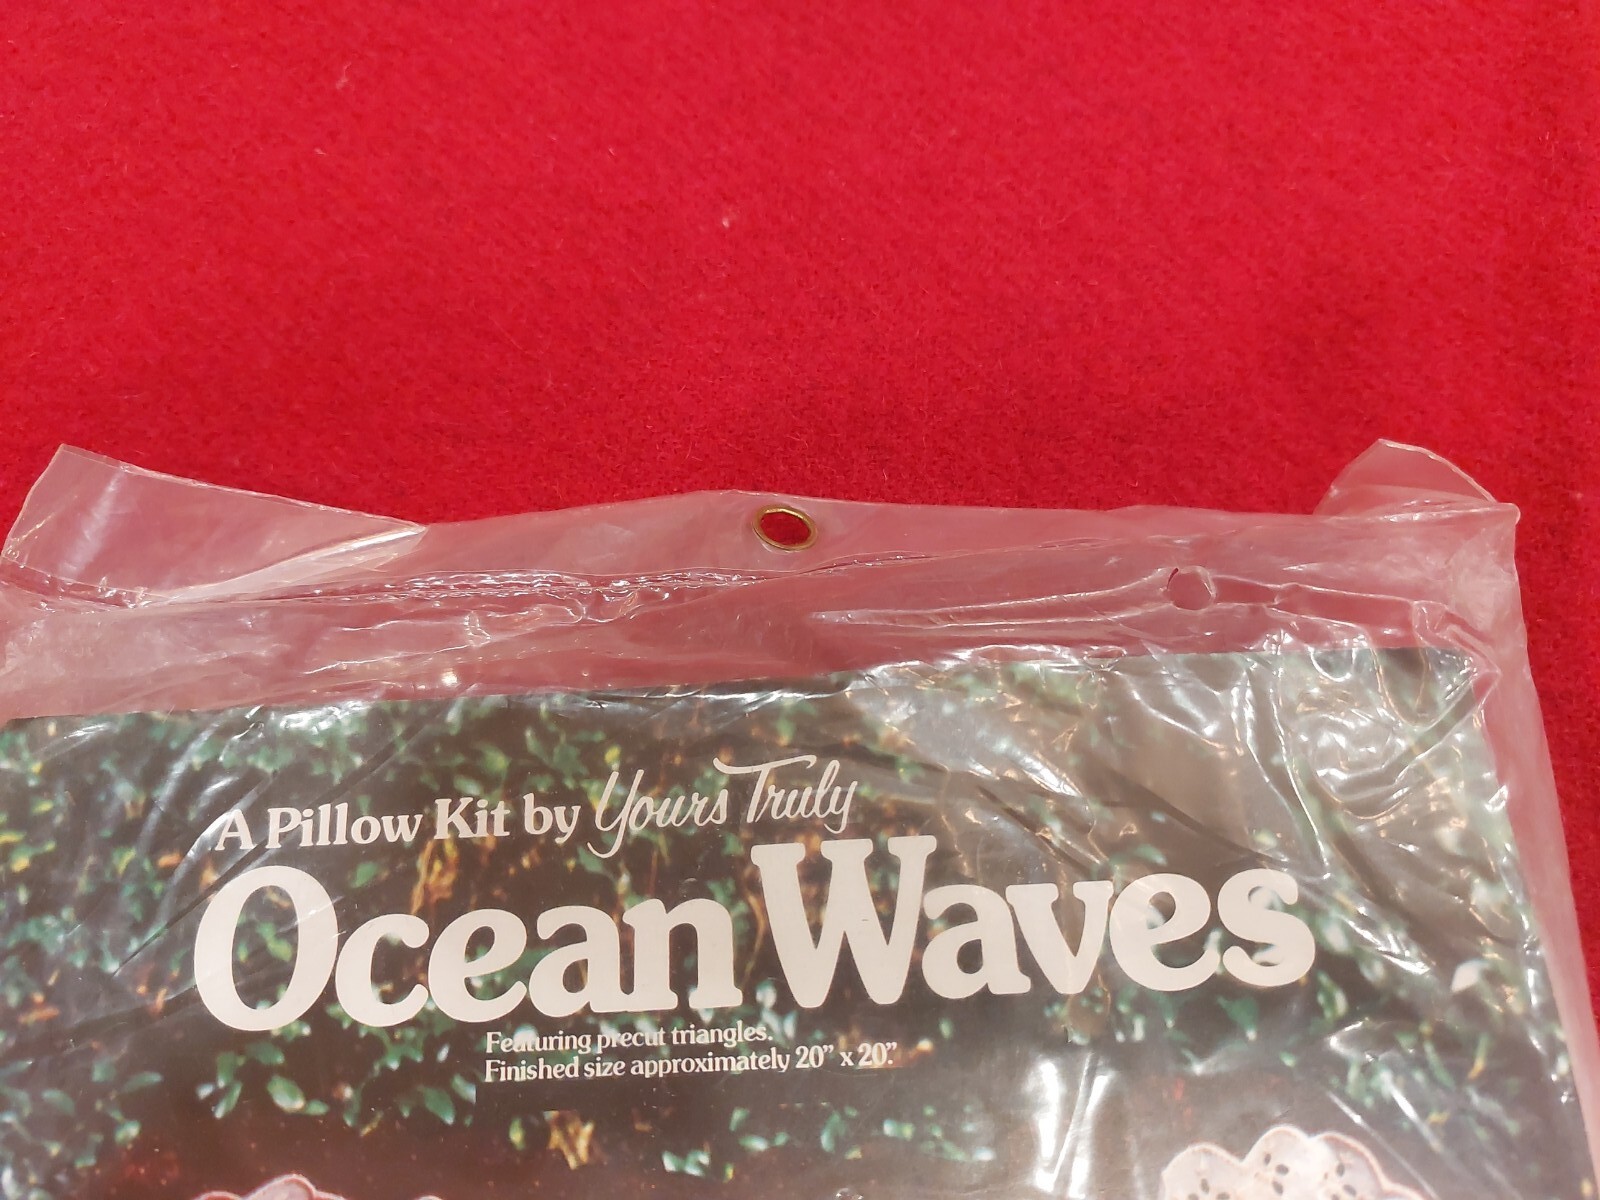 A Pillow Kit by Yours Truly
Ocean Waves
Featuring precut triangles.
Finished size approximately 20" x 20".